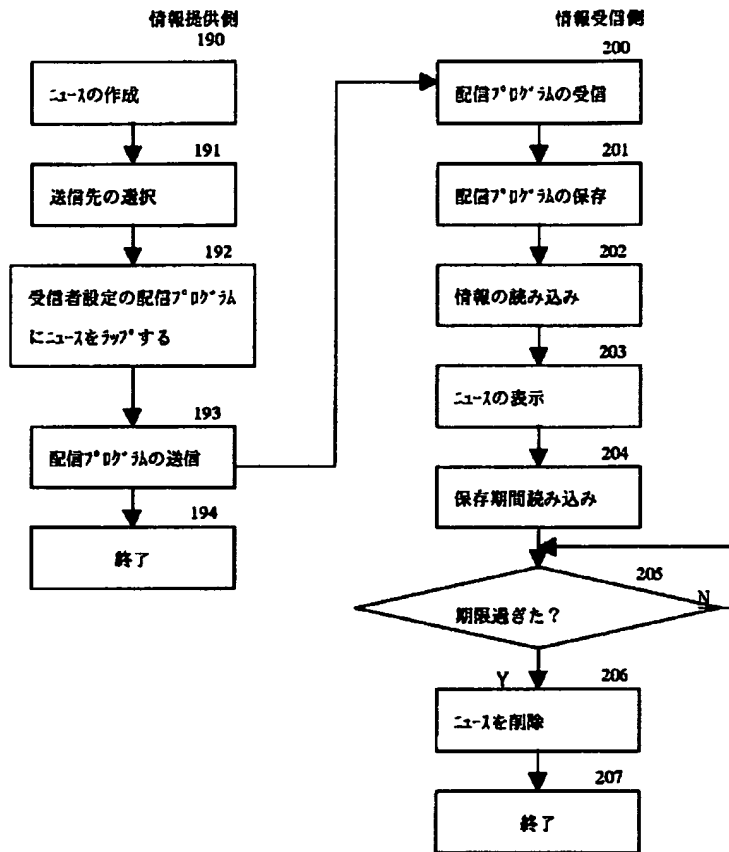 情報提供側
190
ニュースの作成
191
送信先の選択
192
受信者設定の配信プログラム
にニュースをラップする
193
配信プログラムの送信
194
終了
情報受信側
200
配信プログラムの受信
201
配信プログラムの保存
202
情報の読み込み
203
ニュースの表示
204
保存期間読み込み
205
期限過ぎた？
N
Y
206
ニュースを削除
207
終了